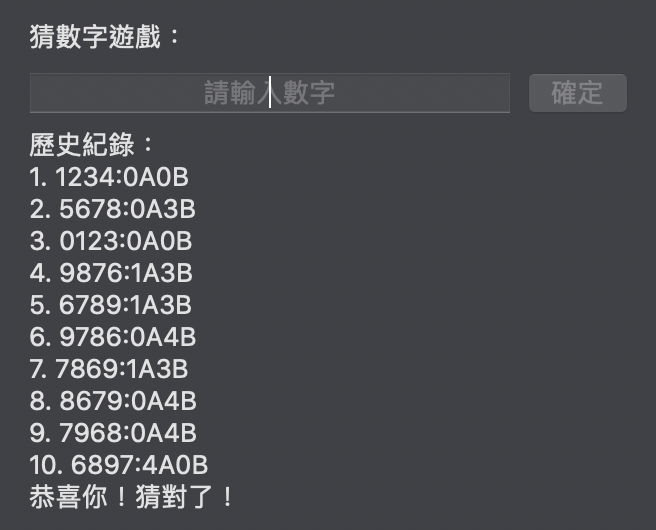 猜數字遊戲：
請輸入數字 確定
歷史紀錄：
1. 1234:0A0B
2. 5678:0A3B
3. 0123:0A0B
4. 9876:1A3B
5. 6789:1A3B
6. 9786:0A4B
7. 7869:1A3B
8. 8679:0A4B
9. 7968:0A4B
10. 6897:4A0B
恭喜你！猜對了！